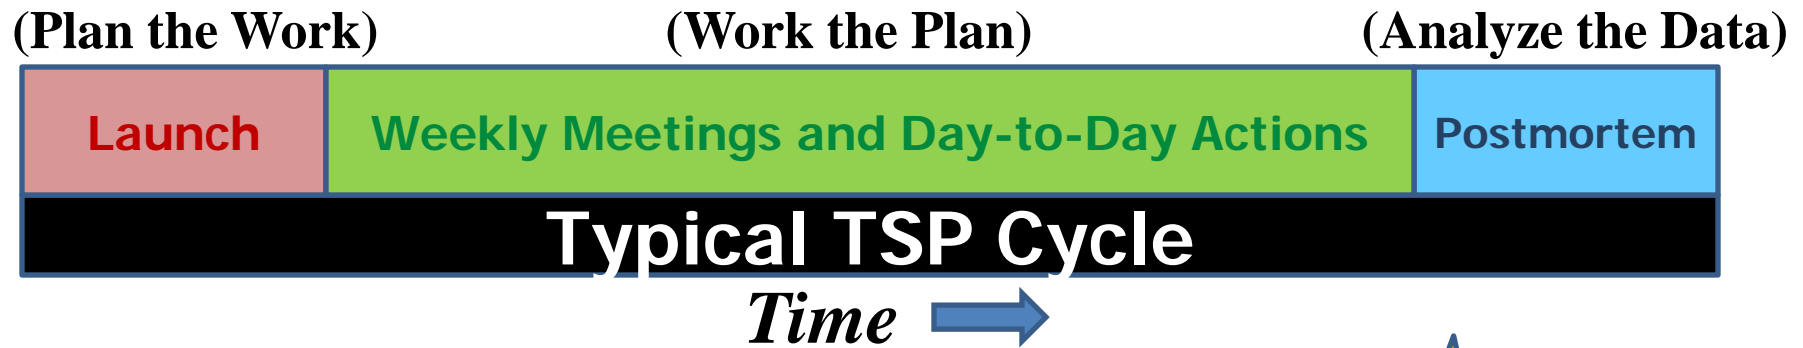 (Plan the Work) (Work the Plan) (Analyze the Data)
Launch Weekly Meetings and Day-to-Day Actions Postmortem
Typical TSP Cycle
Time